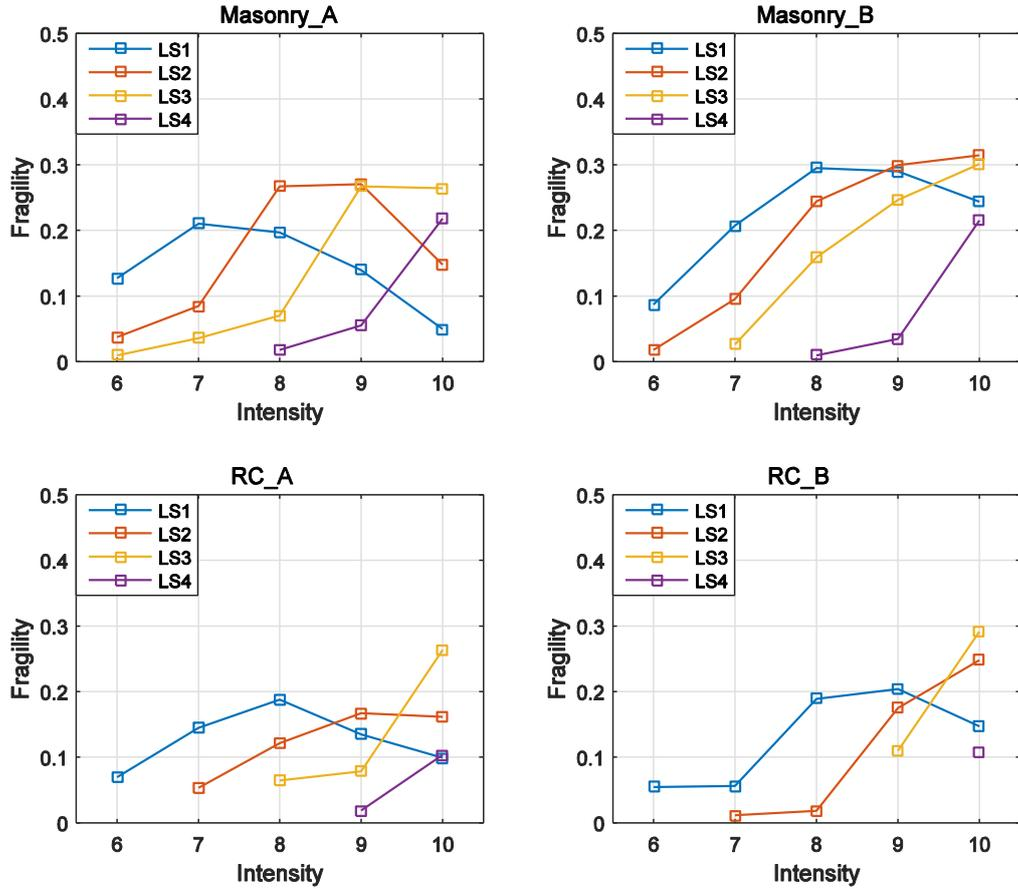 Masonry_A
0.5
0.4
0.3
0.2
0.1
0
Fragility
LS1
LS2
LS3
LS4
6 7 8 9 10
Intensity
Masonry_B
0.5
0.4
0.3
0.2
0.1
0
Fragility
LS1
LS2
LS3
LS4
6 7 8 9 10
Intensity
RC_A
0.5
0.4
0.3
0.2
0.1
0
Fragility
LS1
LS2
LS3
LS4
6 7 8 9 10
Intensity
RC_B
0.5
0.4
0.3
0.2
0.1
0
Fragility
LS1
LS2
LS3
LS4
6 7 8 9 10
Intensity